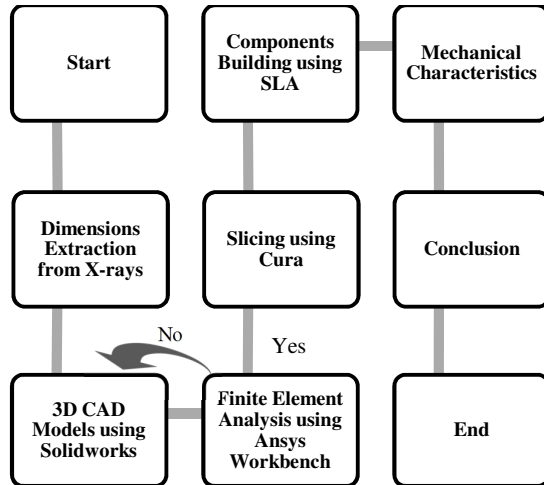 Start
Dimensions
Extraction
from X-rays
3D CAD
Models using
Solidworks
No
Finite Element
Analysis using
Ansys
Workbench
Yes
Slicing using
Cura
Components
Building using
SLA
Mechanical
Characteristics
Conclusion
End